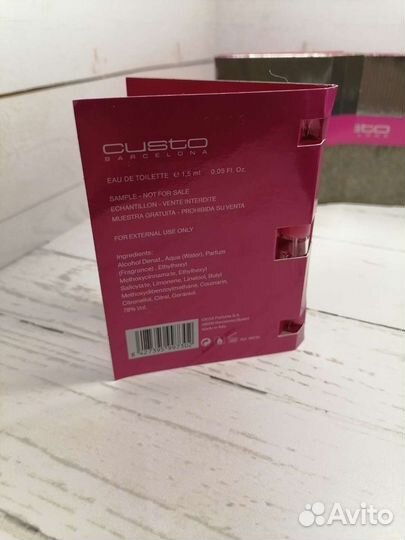 custo
BARCELONA
EAU DE TOILETTE ℮ 1,5 ml 0,05 Fl. Oz.
SAMPLE - NOT FOR SALE
ECHANTILLON - VENTE INTERDITE
MUESTRA GRATUITA - PROHIBIDA SU VENTA
FOR EXTERNAL USE ONLY
Ingredients:
Alcohol Denat., Aqua (Water), Parfum
(Fragrance), Ethylhexyl
Methoxycinnamate, Ethylhexyl
Salicylate, Limonene, Linalool, Butyl
Methoxydibenzoylmethane, Coumarin,
Citronellol, Citral, Geraniol.
78% Vol.
Made in
Avito